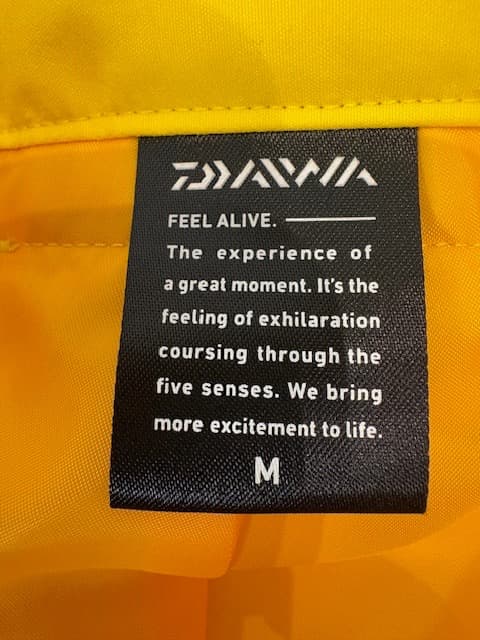 DAIWA
FEEL ALIVE.
The experience of
a great moment. It's the
feeling of exhilaration
coursing through the
five senses. We bring
more excitement to life.
M